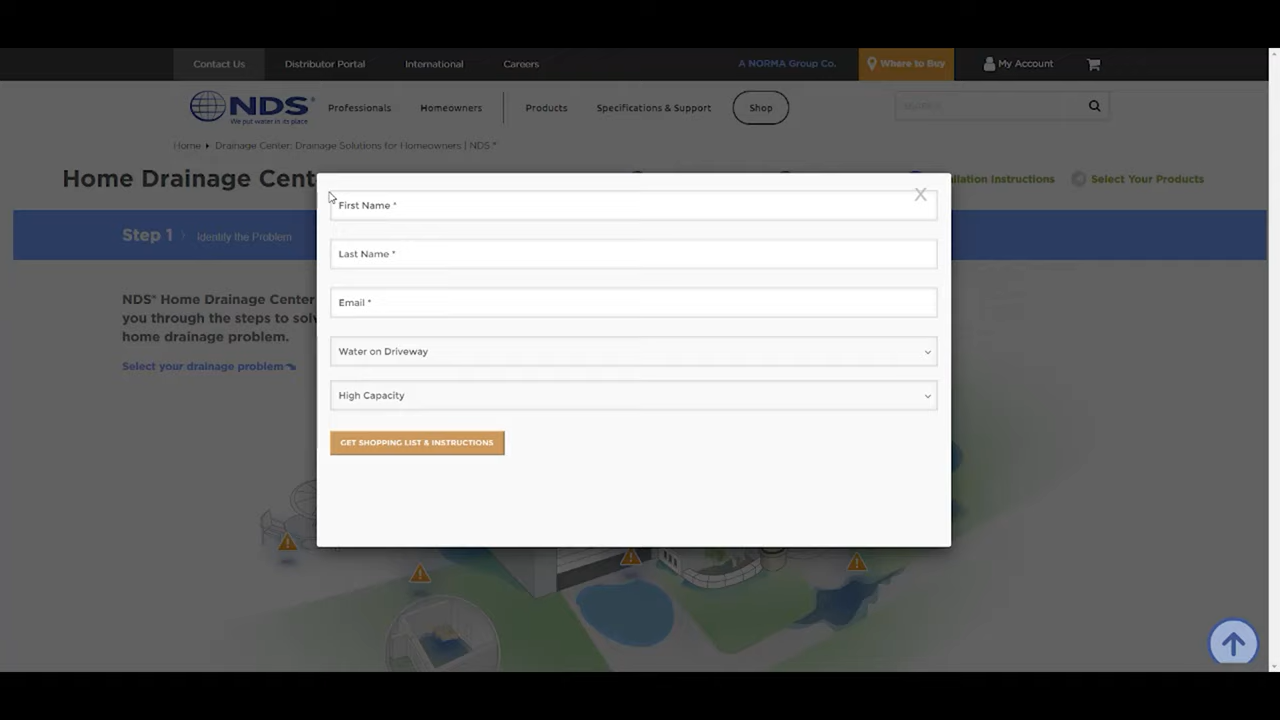 Contact Us Distributor Portal International Careers A NORMA Group Co. Where to Buy My Account
NDS
We put water in its place
Professionals Homeowners Products Specifications & Support Shop
Home Drainage Center: Drainage Solutions for Homeowners | NDS ®
Home Drainage Cent
llation Instructions Select Your Products
Step 1 Identify the Problem
NDS® Home Drainage Center
you through the steps to sol
home drainage problem.
Select your drainage problem
X
First Name *
Last Name *
Email *
Water on Driveway
High Capacity
GET SHOPPING LIST & INSTRUCTIONS